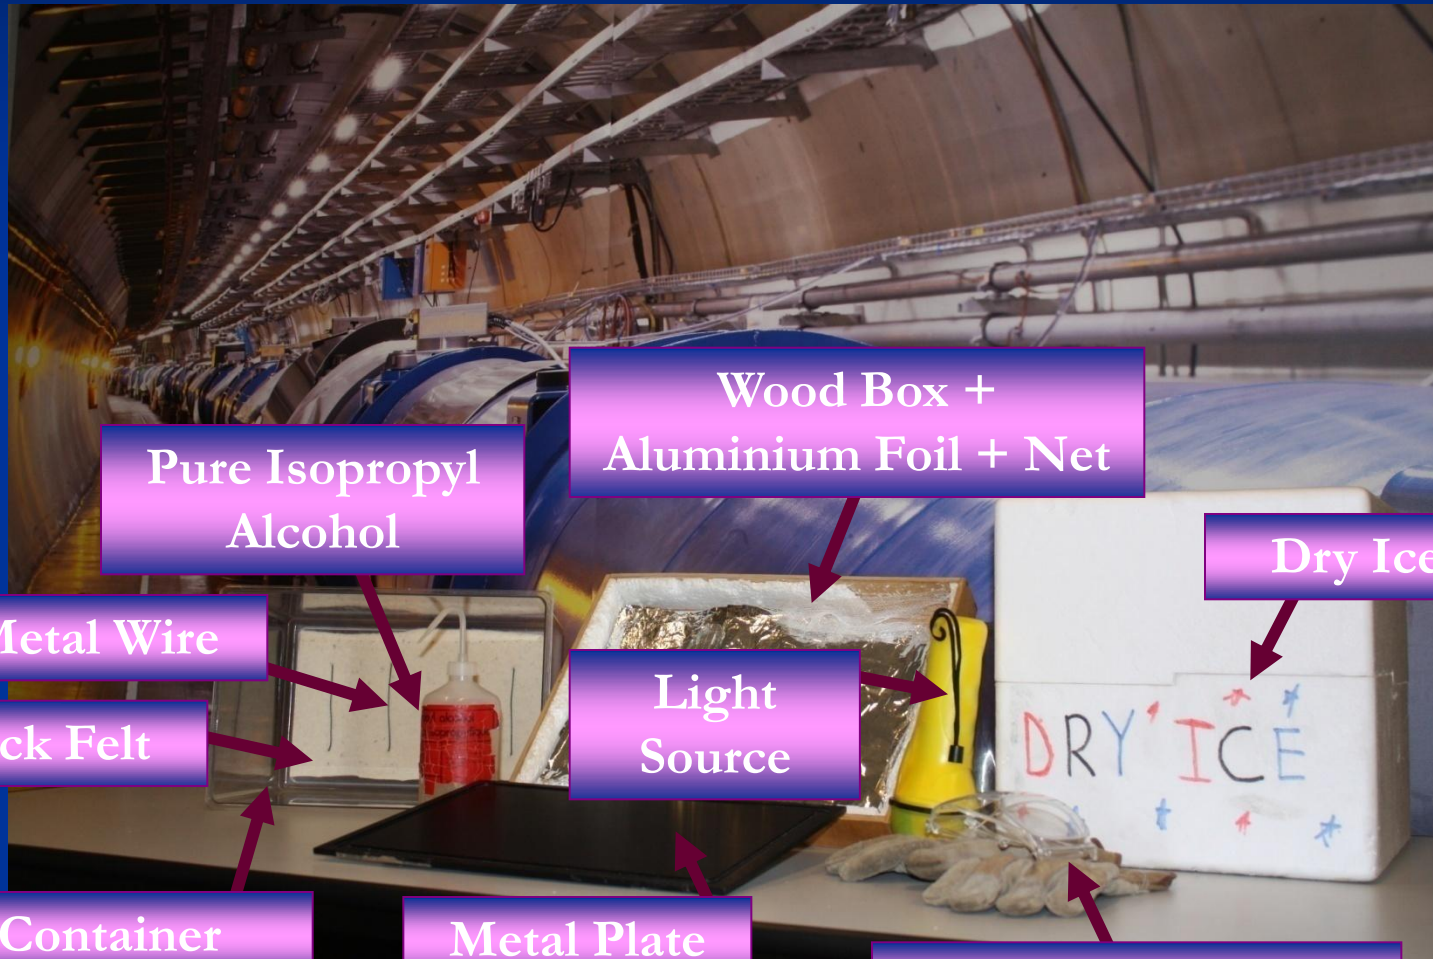 Wood Box +
Aluminium Foil + Net
Pure Isopropyl
Alcohol
Dry Ice
Metal Wire
Light
Source
ck Felt
DRY ICE
Container
Metal Plate